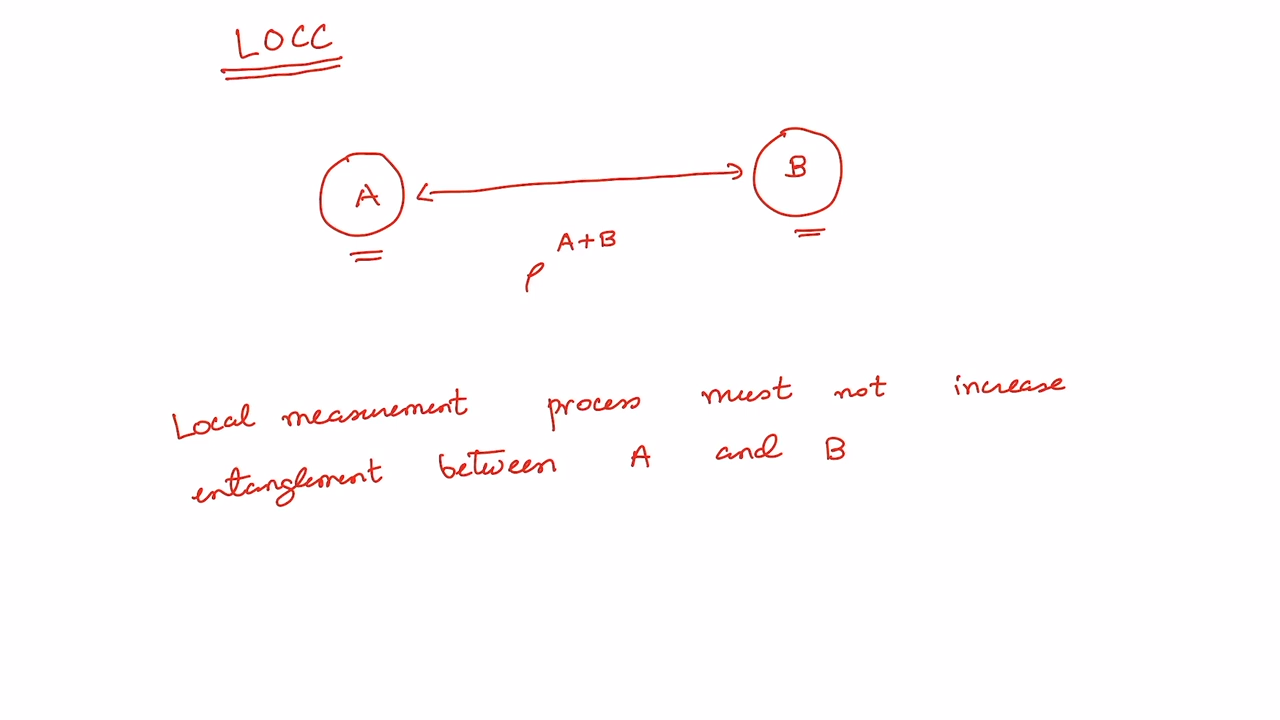 LOCC
A
B
ρ^{A+B}
Local measurement process must not increase
entanglement between A and B